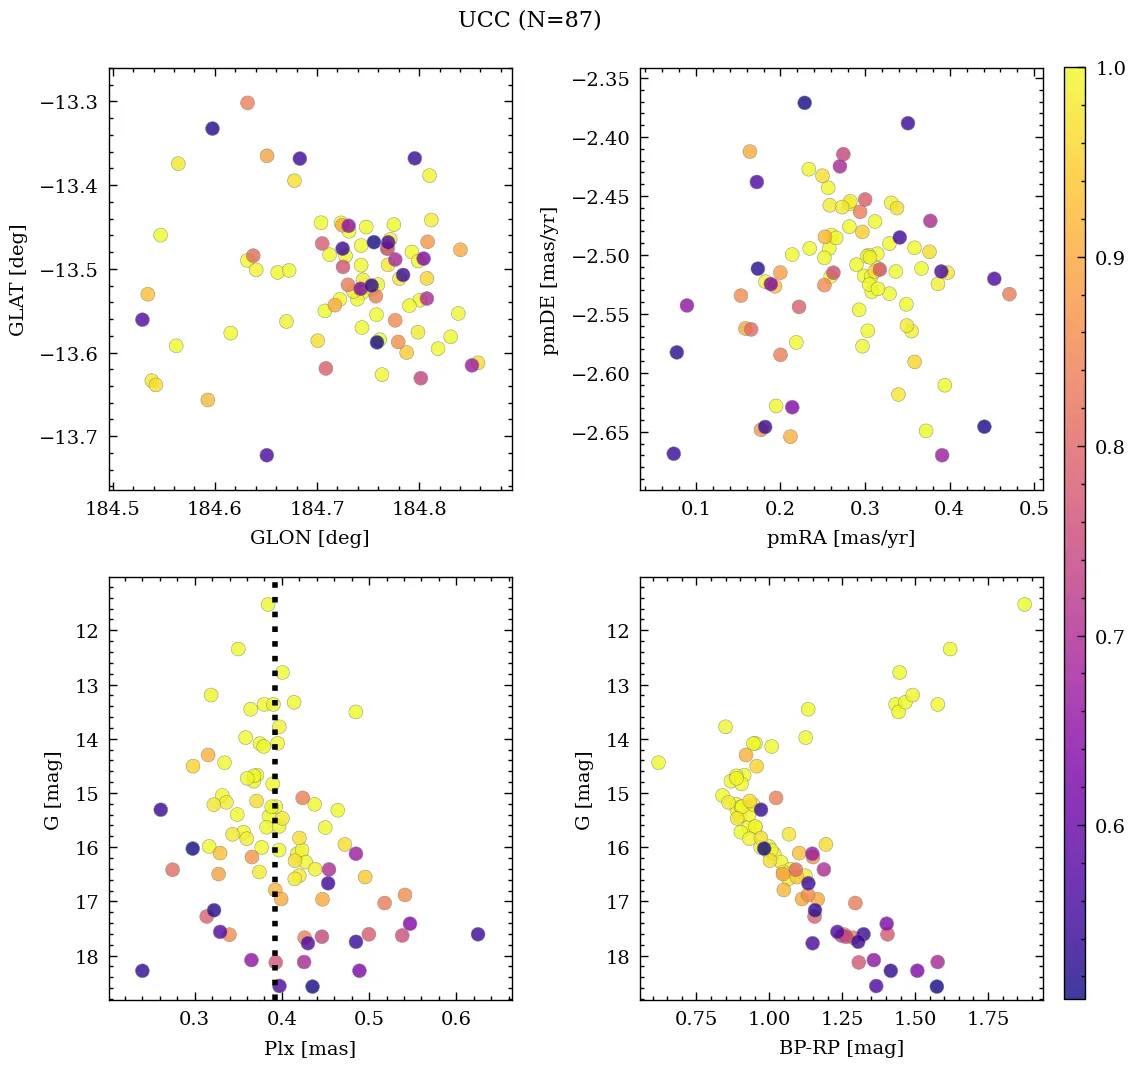 UCC (N=87)
−13.3
−13.4
−13.5
−13.6
−13.7
GLAT [deg]
184.5 184.6 184.7 184.8
GLON [deg]
−2.35
−2.40
−2.45
−2.50
−2.55
−2.60
−2.65
pmDE [mas/yr]
0.1 0.2 0.3 0.4 0.5
pmRA [mas/yr]
1.0
0.9
0.8
0.7
0.6
12
13
14
15
16
17
18
G [mag]
0.3 0.4 0.5 0.6
Plx [mas]
12
13
14
15
16
17
18
G [mag]
0.75 1.00 1.25 1.50 1.75
BP-RP [mag]